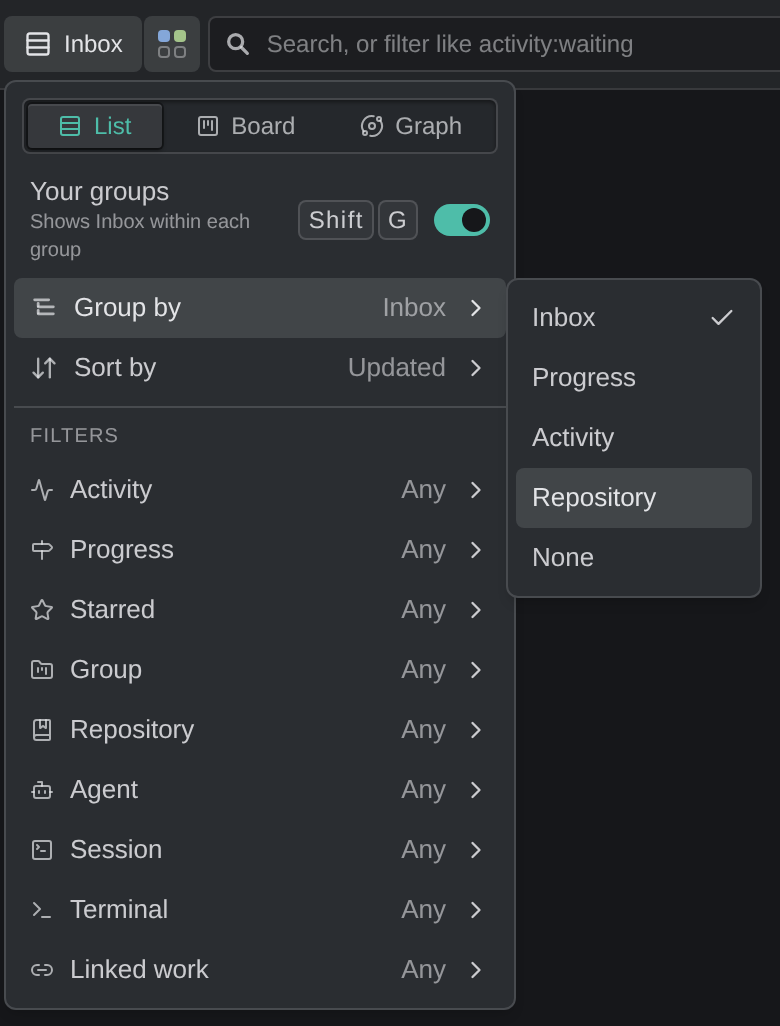 Inbox
Search, or filter like activity:waiting
List Board Graph
Your groups
Shows Inbox within each
group
Shift G
Group by Inbox
Sort by Updated
FILTERS
Activity Any
Progress Any
Starred Any
Group Any
Repository Any
Agent Any
Session Any
Terminal Any
Linked work Any
Inbox
Progress
Activity
Repository
None